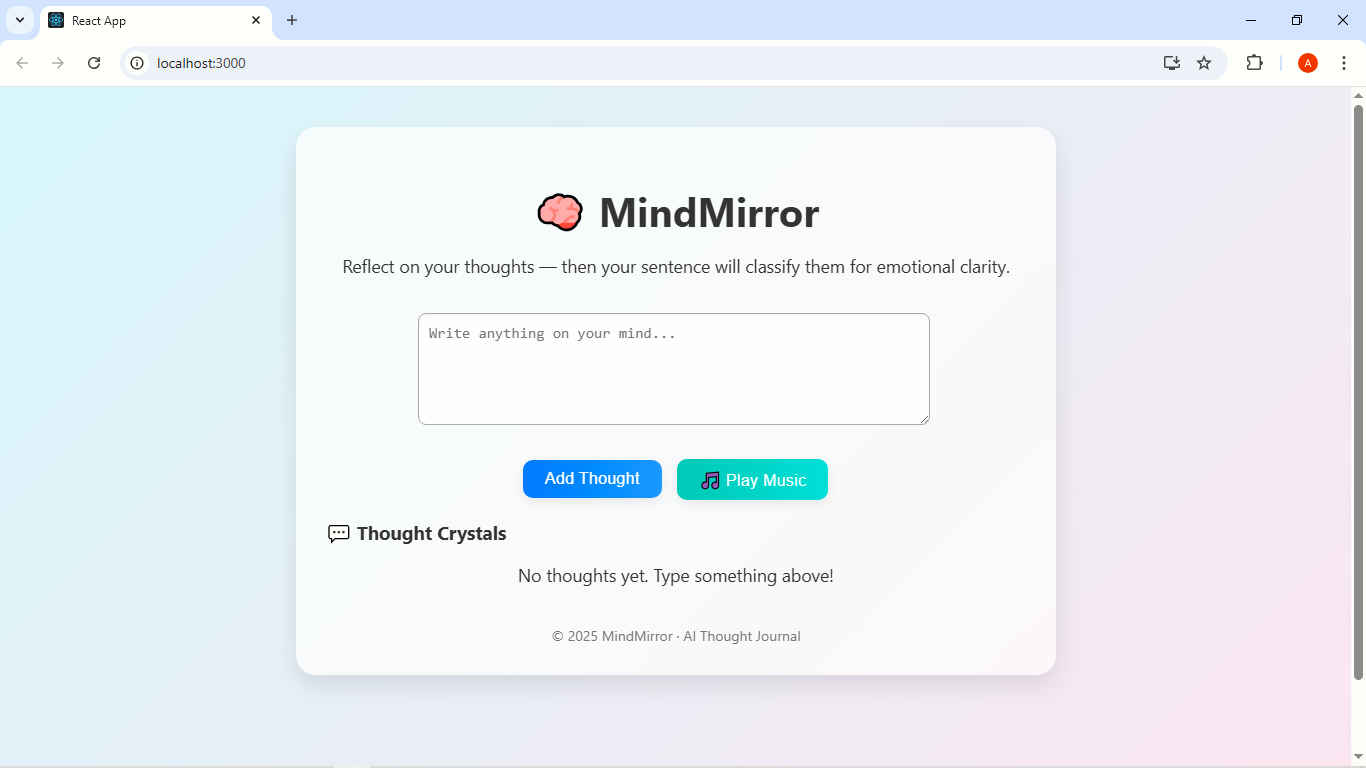 React App
localhost:3000
A
MindMirror
Reflect on your thoughts — then your sentence will classify them for emotional clarity.
Write anything on your mind...
Add Thought
Play Music
Thought Crystals
No thoughts yet. Type something above!
© 2025 MindMirror · AI Thought Journal